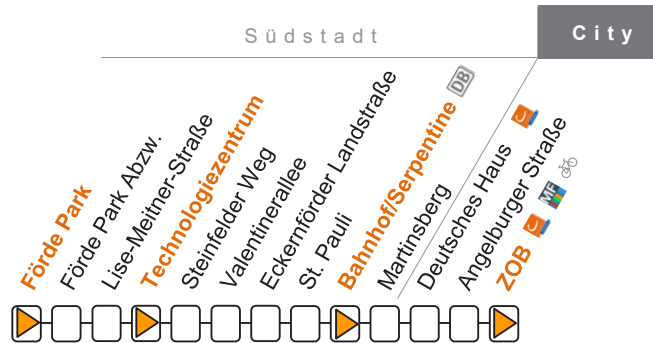 Südstadt
City
Förde Park
Förde Park Abzw.
Lise-Meitner-Straße
Technologiezentrum
Steinfelder Weg
Valentinerallee
Eckernförder Landstraße
St. Pauli
Bahnhof/Serpentine DB
Martinsberg
Deutsches Haus
Angelburger Straße
ZOB MF